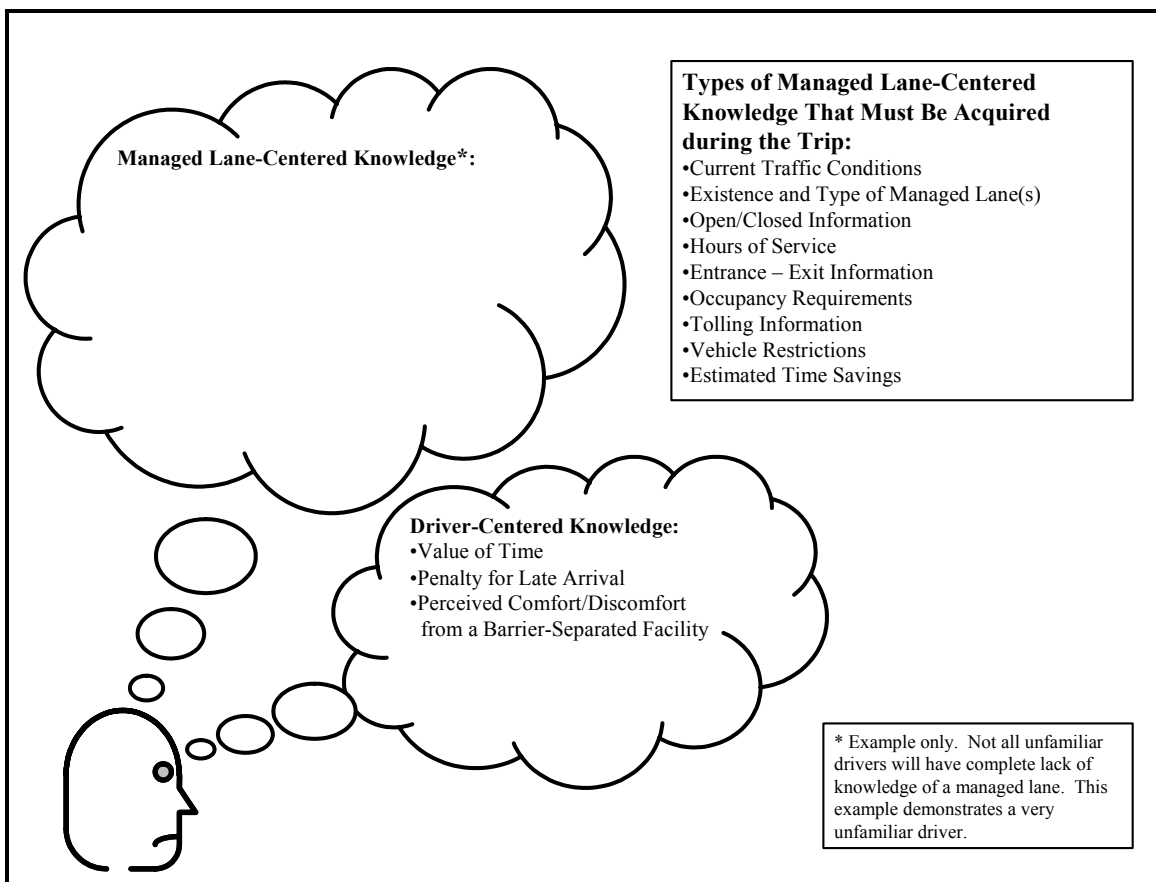 Managed Lane-Centered Knowledge*:
Types of Managed Lane-Centered
Knowledge That Must Be Acquired
during the Trip:
•Current Traffic Conditions
•Existence and Type of Managed Lane(s)
•Open/Closed Information
•Hours of Service
•Entrance – Exit Information
•Occupancy Requirements
•Tolling Information
•Vehicle Restrictions
•Estimated Time Savings
Driver-Centered Knowledge:
•Value of Time
•Penalty for Late Arrival
•Perceived Comfort/Discomfort
from a Barrier-Separated Facility
* Example only.  Not all unfamiliar
drivers will have complete lack of
knowledge of a managed lane.  This
example demonstrates a very
unfamiliar driver.